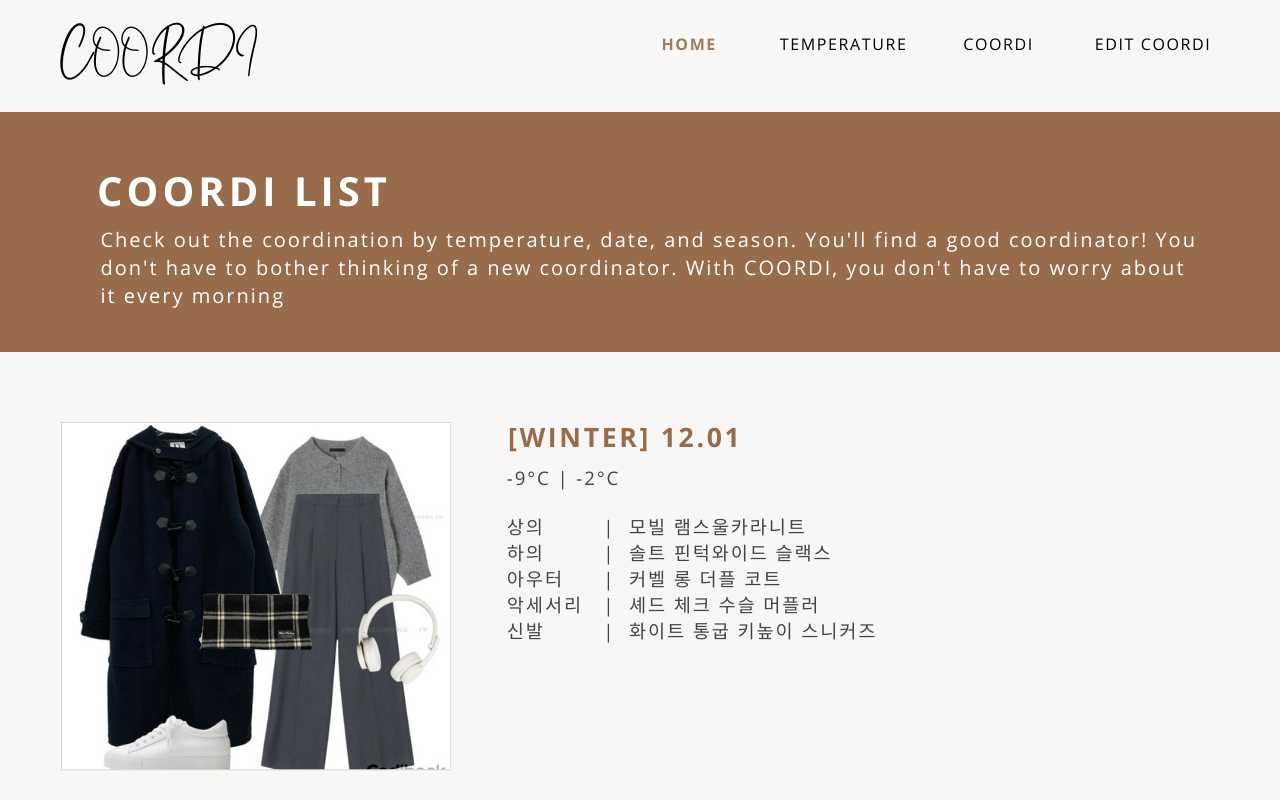 COORDI
HOME TEMPERATURE COORDI EDIT COORDI
COORDI LIST
Check out the coordination by temperature, date, and season. You'll find a good coordinator! You
don't have to bother thinking of a new coordinator. With COORDI, you don't have to worry about
it every morning
[WINTER] 12.01
-9°C | -2°C
상의 | 모빌 램스울카라니트
하의 | 솔트 핀턱와이드 슬랙스
아우터 | 커벨 롱 더플 코트
악세서리 | 셰드 체크 수술 머플러
신발 | 화이트 통굽 키높이 스니커즈